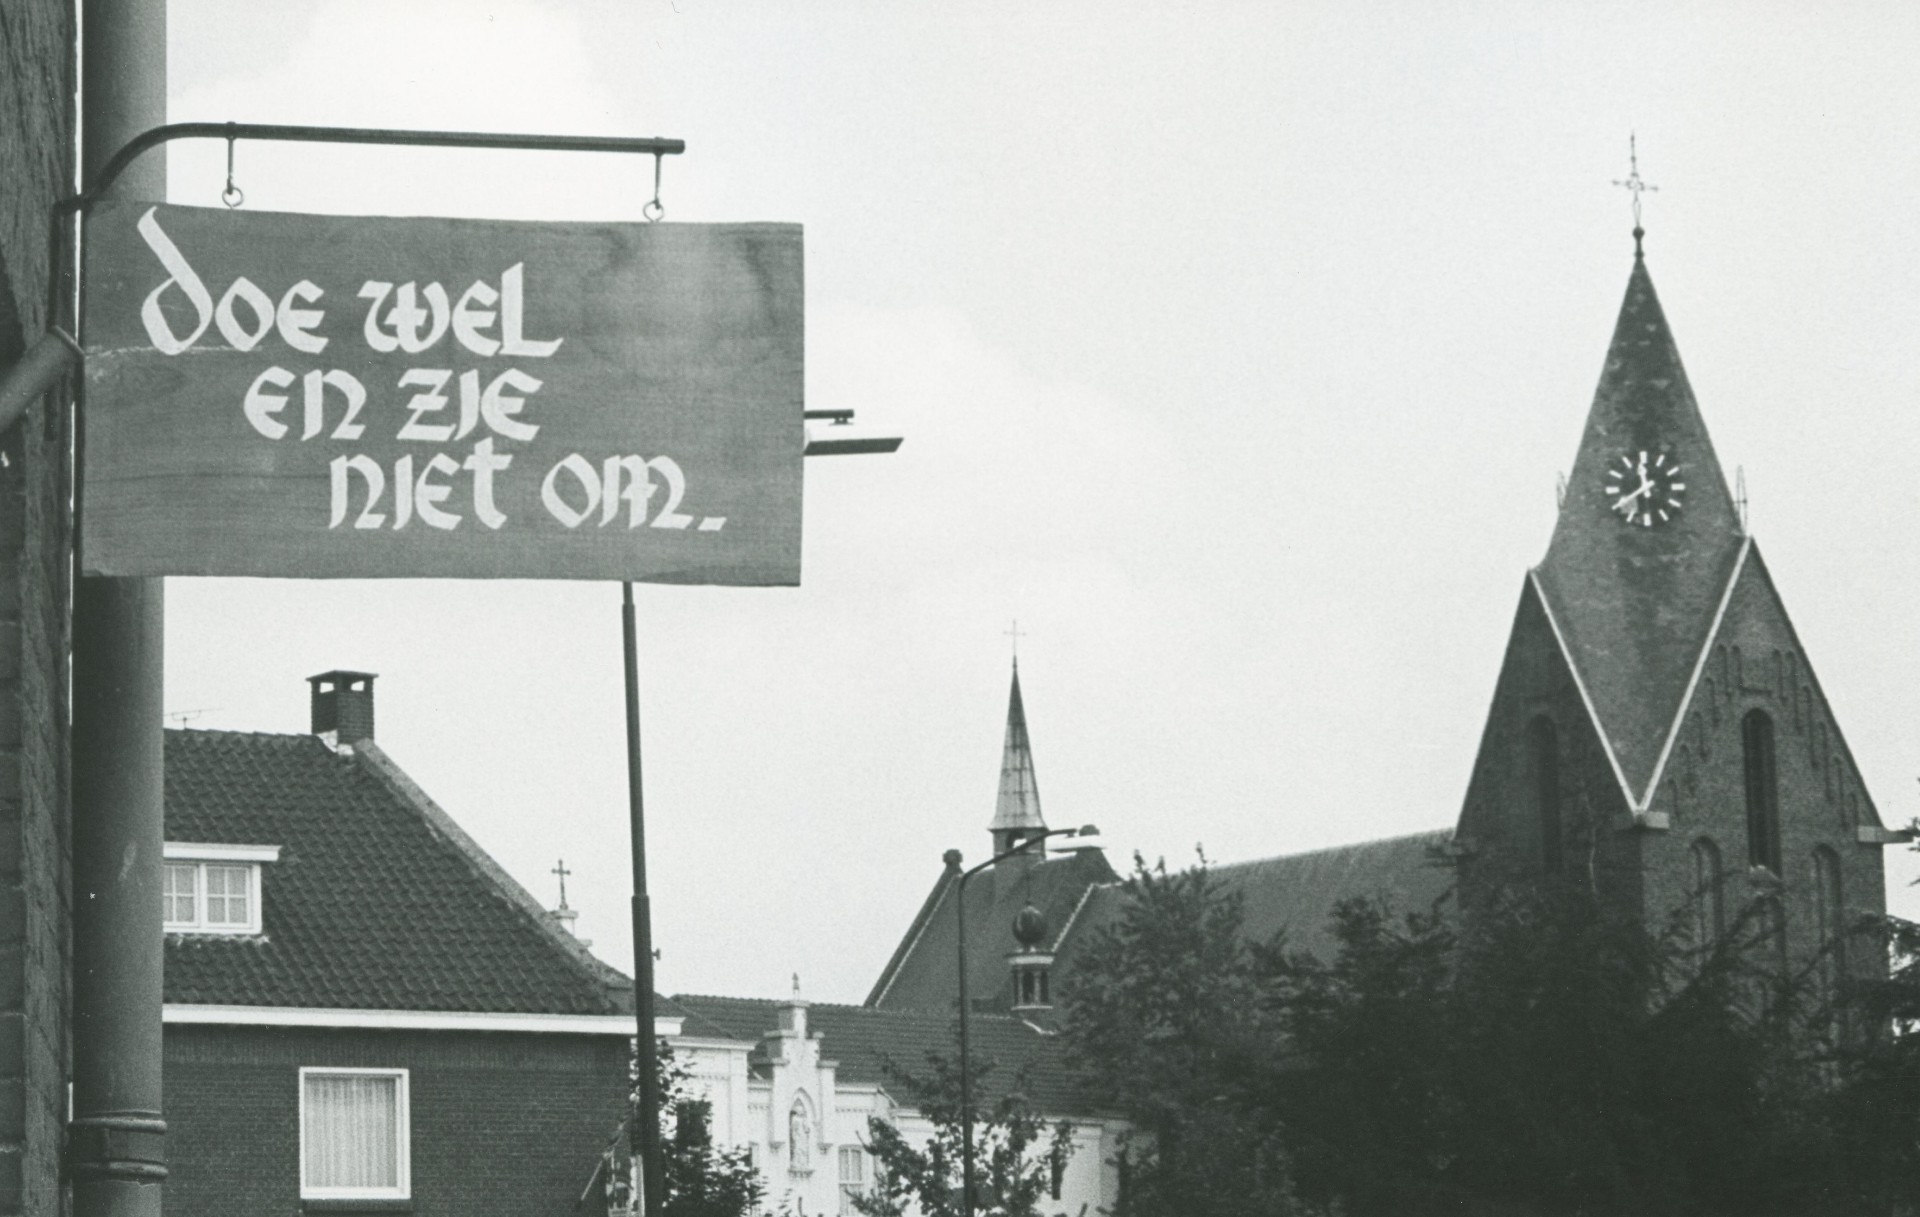 doe wel
en zie
niet om.